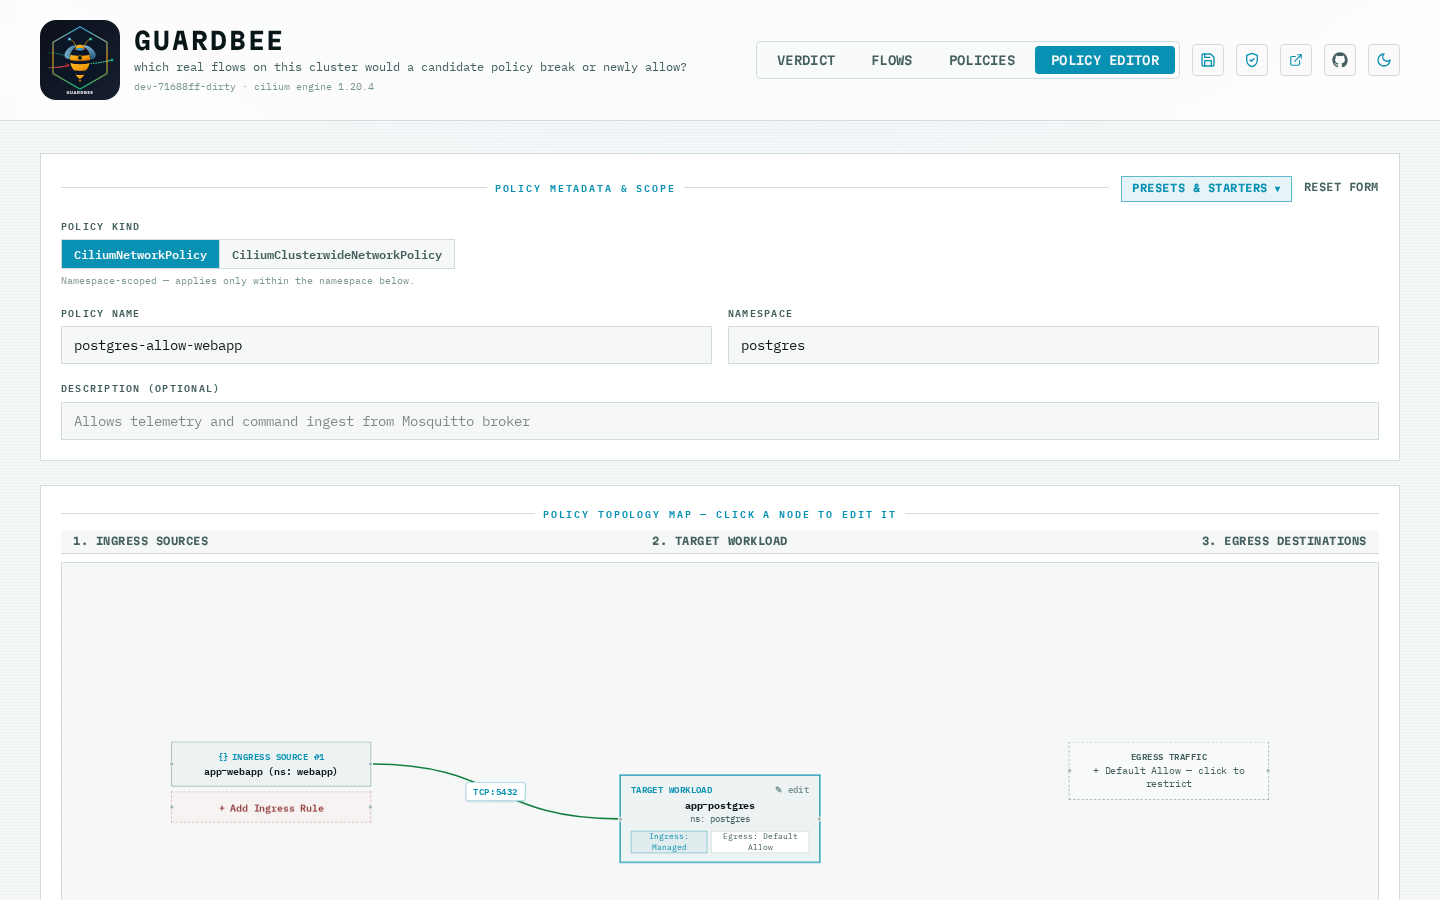 GUARDBEE
GUARDBEE
which real flows on this cluster would a candidate policy break or newly allow?
dev-71688ff-dirty · cilium engine 1.20.4
VERDICT
FLOWS
POLICIES
POLICY EDITOR
POLICY METADATA & SCOPE
PRESETS & STARTERS ▾
RESET FORM
POLICY KIND
CiliumNetworkPolicy
CiliumClusterwideNetworkPolicy
Namespace-scoped — applies only within the namespace below.
POLICY NAME
NAMESPACE
postgres-allow-webapp
postgres
DESCRIPTION (OPTIONAL)
Allows telemetry and command ingest from Mosquitto broker
POLICY TOPOLOGY MAP — CLICK A NODE TO EDIT IT
1. INGRESS SOURCES
2. TARGET WORKLOAD
3. EGRESS DESTINATIONS
{} INGRESS SOURCE #1
app-webapp (ns: webapp)
+ Add Ingress Rule
TCP:5432
TARGET WORKLOAD
✎ edit
app-postgres
ns: postgres
Ingress:
Managed
Egress: Default
Allow
EGRESS TRAFFIC
+ Default Allow — click to
restrict